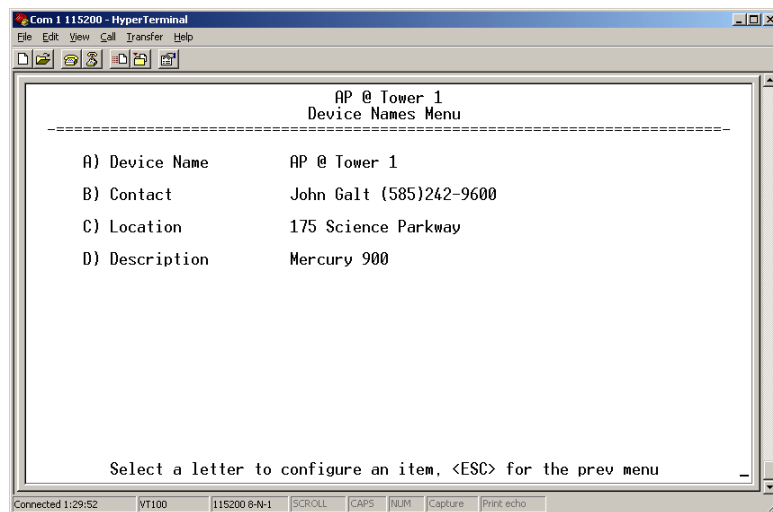 Com 1 115200 - HyperTerminal
File Edit View Call Transfer Help
AP @ Tower 1
Device Names Menu
-==========================================================================-
A) Device Name AP @ Tower 1
B) Contact John Galt (585)242-9600
C) Location 175 Science Parkway
D) Description Mercury 900
Select a letter to configure an item, <ESC> for the prev menu _
Connected 1:29:52 VT100 115200 8-N-1 SCROLL CAPS NUM Capture Print echo